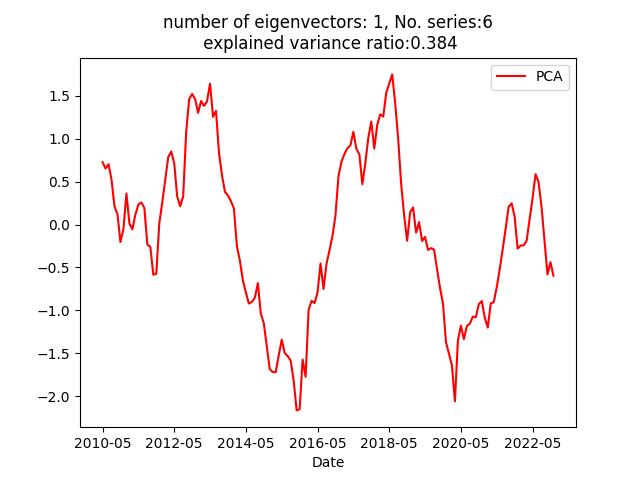 number of eigenvectors: 1, No. series:6
explained variance ratio:0.384
PCA
1.5
1.0
0.5
0.0
−0.5
−1.0
−1.5
−2.0
2010-05 2012-05 2014-05 2016-05 2018-05 2020-05 2022-05
Date